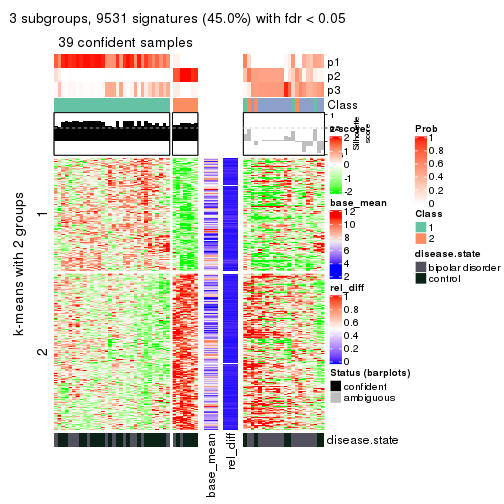 3 subgroups, 9531 signatures (45.0%) with fdr < 0.05
39 confident samples
p1
p2
p3
Class
1
0.5
Silhouette
score
z-score
2
1
0
-1
-2
base_mean
12
10
8
6
4
2
rel_diff
1
0.8
0.6
0.4
0.2
0
Status (barplots)
confident
ambiguous
Prob
1
0.8
0.6
0.4
0.2
0
Class
1
2
disease.state
bipolar disorder
control
k-means with 2 groups
1
2
base_mean
rel_diff
disease.state